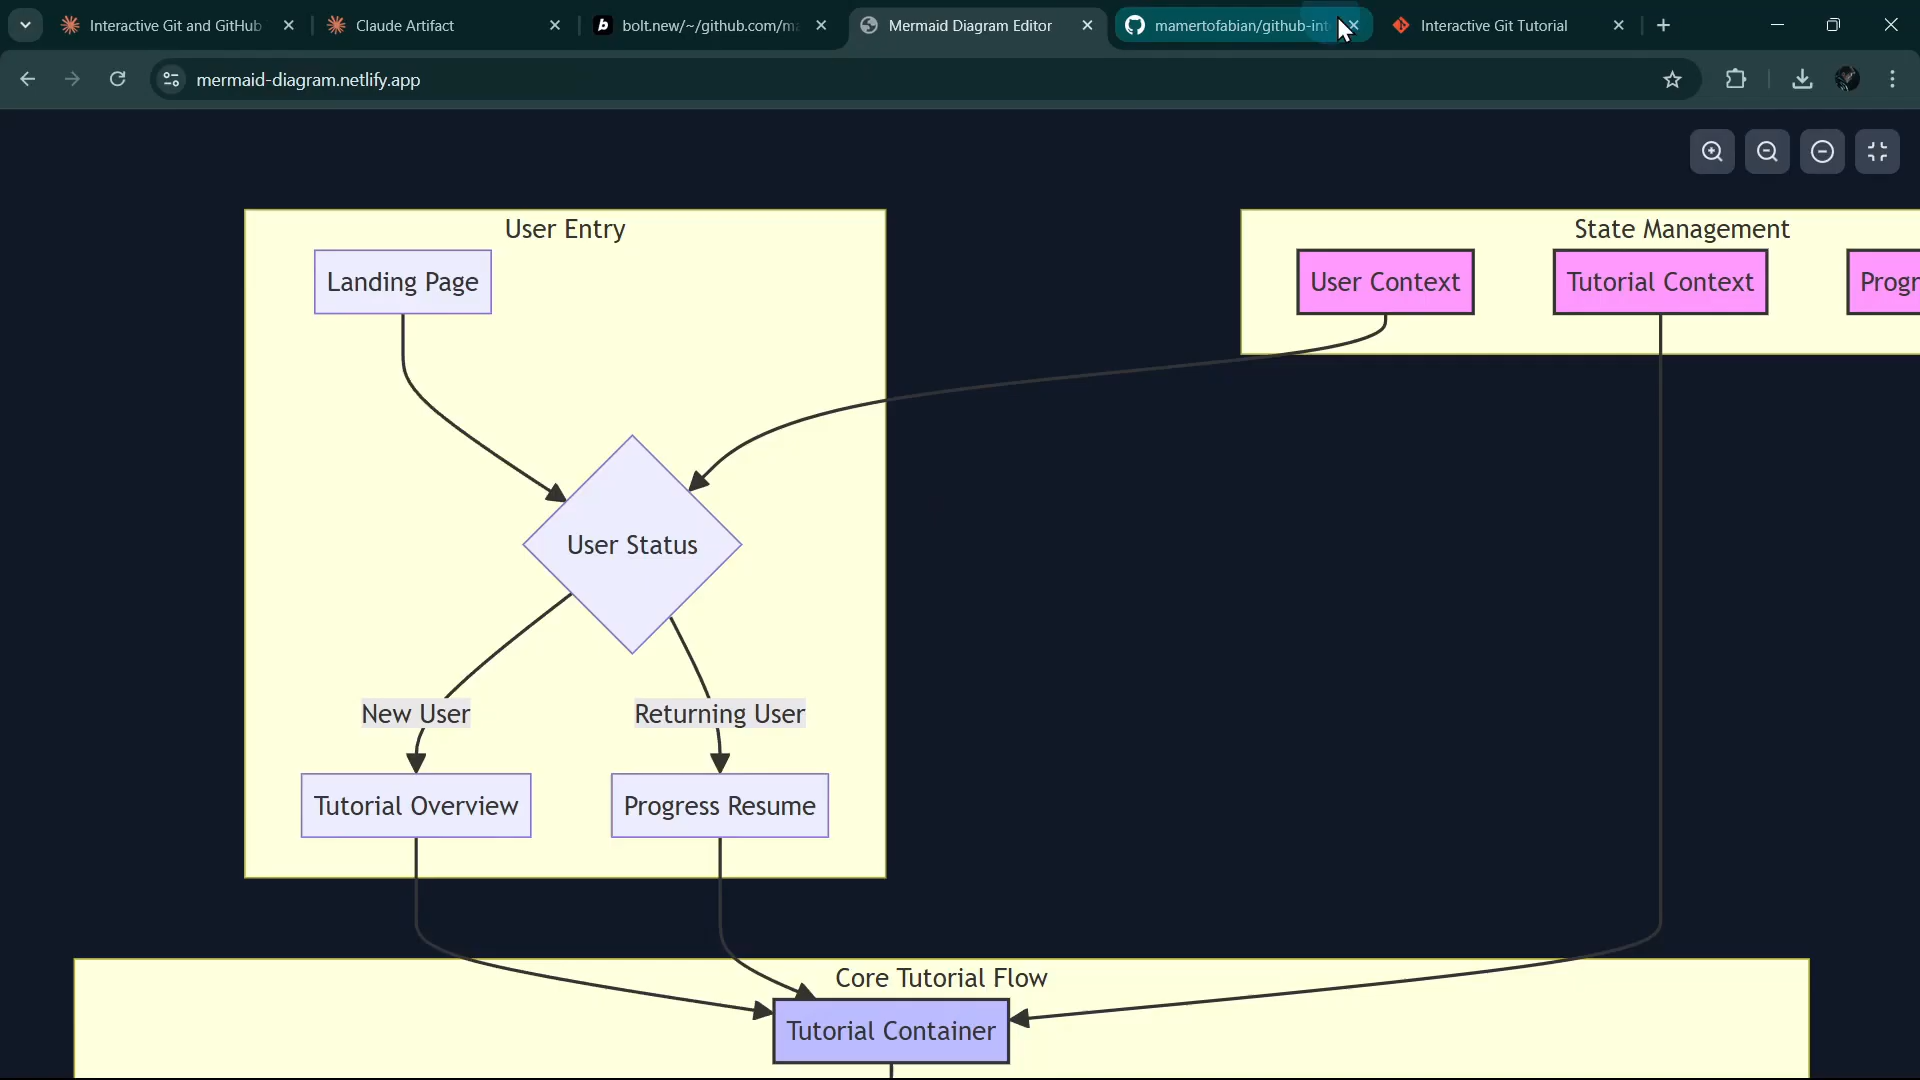 Interactive Git and GitHub
Claude Artifact
bolt.new/~/github.com/ma
Mermaid Diagram Editor
mamertofabian/github-int
Interactive Git Tutorial
mermaid-diagram.netlify.app
User Entry
State Management
Landing Page
User Context
Tutorial Context
Progr
User Status
New User
Returning User
Tutorial Overview
Progress Resume
Core Tutorial Flow
Tutorial Container